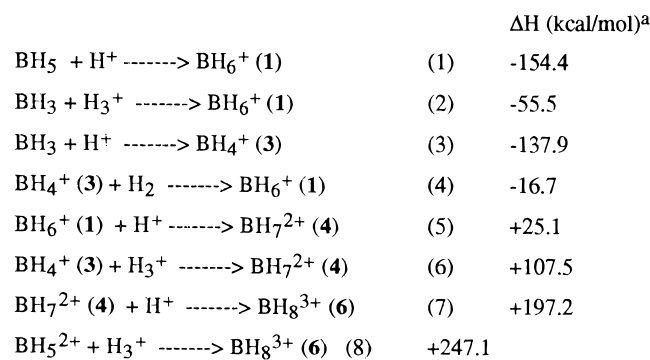 ΔH (kcal/mol)ᵃ
BH₅ + H⁺ -------> BH₆⁺ (1) (1) -154.4
BH₃ + H₃⁺ -------> BH₆⁺ (1) (2) -55.5
BH₃ + H⁺ -------> BH₄⁺ (3) (3) -137.9
BH₄⁺ (3) + H₂ -------> BH₆⁺ (1) (4) -16.7
BH₆⁺ (1) + H⁺ -------> BH₇²⁺ (4) (5) +25.1
BH₄⁺ (3) + H₃⁺ -------> BH₇²⁺ (4) (6) +107.5
BH₇²⁺ (4) + H⁺ -------> BH₈³⁺ (6) (7) +197.2
BH₅²⁺ + H₃⁺ -------> BH₈³⁺ (6) (8) +247.1